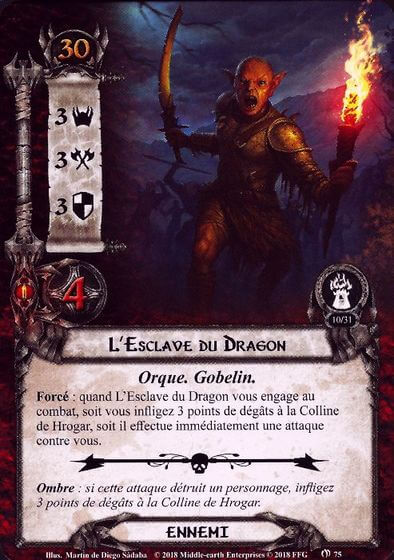 30
3
3
3
4
10/31
L'Esclave du Dragon
Orque. Gobelin.
Forcé : quand L'Esclave du Dragon vous engage au
combat, soit vous infligez 3 points de dégâts à la Colline
de Hrogar, soit il effectue immédiatement une attaque
contre vous.
Ombre : si cette attaque détruit un personnage, infligez
3 points de dégâts à la Colline de Hrogar.
ENNEMI
Illus. Martin de Diego Sádaba © 2018 Middle-earth Enterprises © 2018 FFG 75